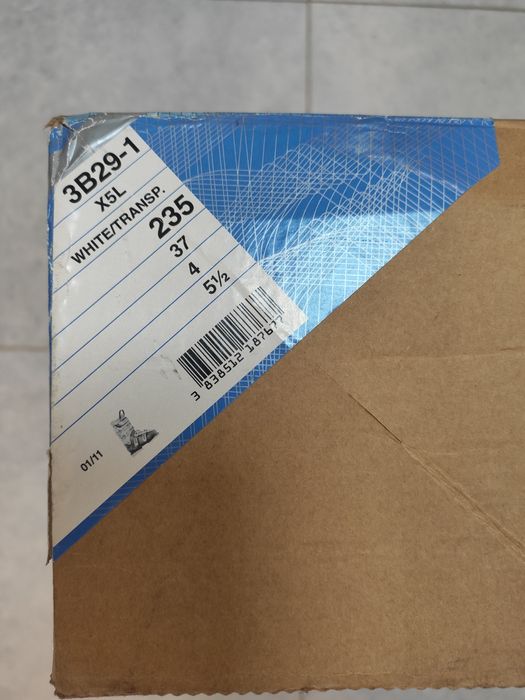 3B29-1
X5L
WHITE/TRANSP.
235
37
4
5½
3 838512 187677
01/11